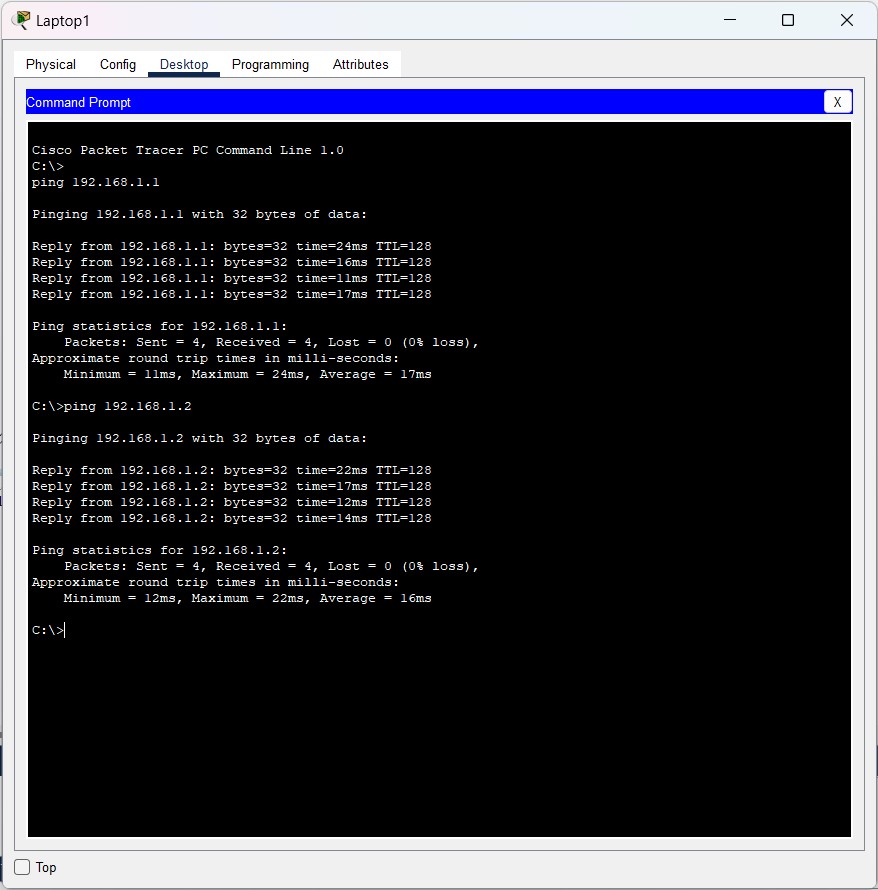 Laptop1
Physical Config Desktop Programming Attributes
Command Prompt X
Cisco Packet Tracer PC Command Line 1.0
C:\>
ping 192.168.1.1
Pinging 192.168.1.1 with 32 bytes of data:
Reply from 192.168.1.1: bytes=32 time=24ms TTL=128
Reply from 192.168.1.1: bytes=32 time=16ms TTL=128
Reply from 192.168.1.1: bytes=32 time=11ms TTL=128
Reply from 192.168.1.1: bytes=32 time=17ms TTL=128
Ping statistics for 192.168.1.1:
Packets: Sent = 4, Received = 4, Lost = 0 (0% loss),
Approximate round trip times in milli-seconds:
Minimum = 11ms, Maximum = 24ms, Average = 17ms
C:\>ping 192.168.1.2
Pinging 192.168.1.2 with 32 bytes of data:
Reply from 192.168.1.2: bytes=32 time=22ms TTL=128
Reply from 192.168.1.2: bytes=32 time=17ms TTL=128
Reply from 192.168.1.2: bytes=32 time=12ms TTL=128
Reply from 192.168.1.2: bytes=32 time=14ms TTL=128
Ping statistics for 192.168.1.2:
Packets: Sent = 4, Received = 4, Lost = 0 (0% loss),
Approximate round trip times in milli-seconds:
Minimum = 12ms, Maximum = 22ms, Average = 16ms
C:\>
Top